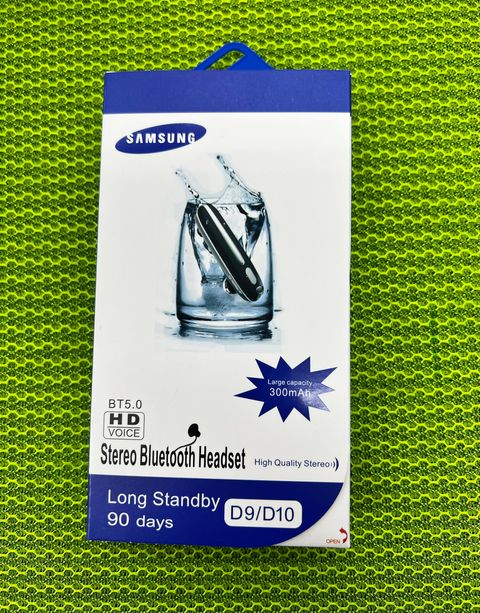 SAMSUNG
Large capacity
300mAh
BT5.0
HD
VOICE
Stereo Bluetooth Headset
High Quality Stereo
Long Standby
90 days
D9/D10
OPEN